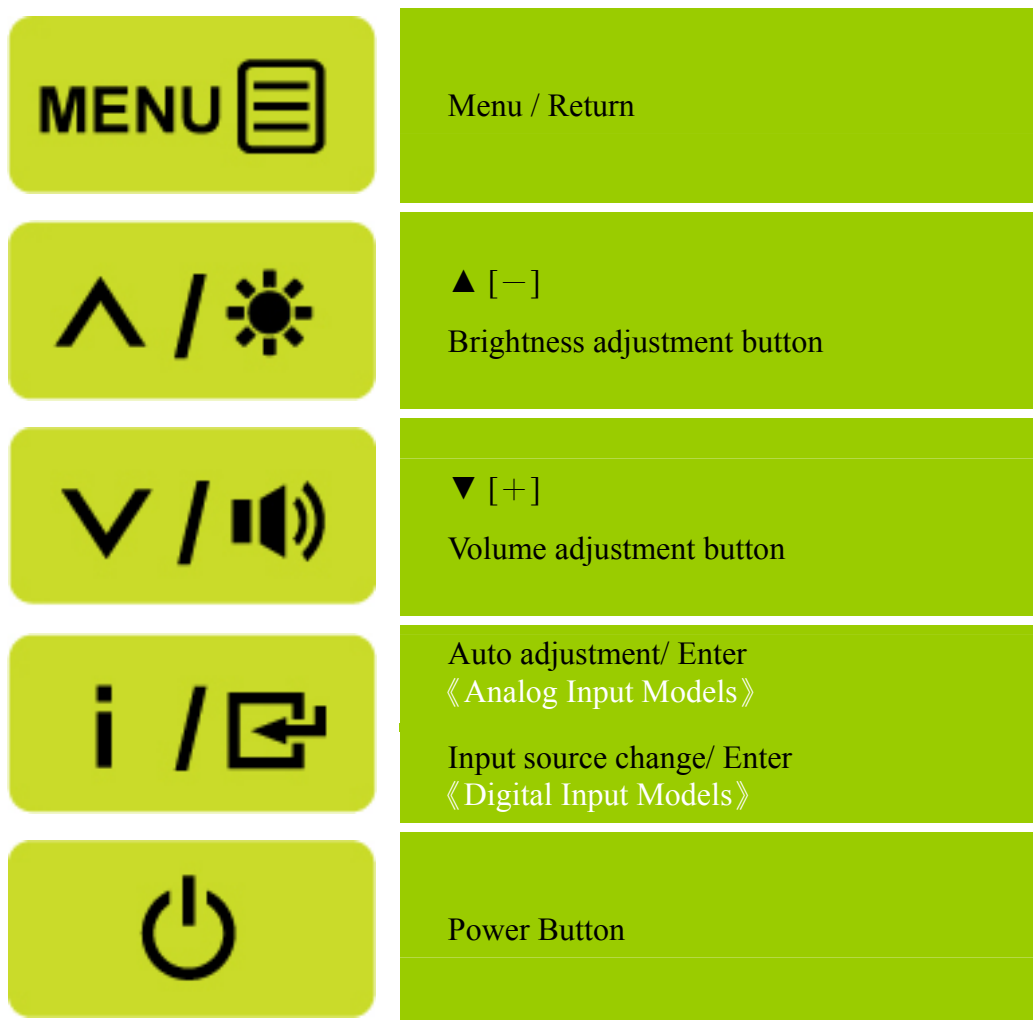 MENU
Menu / Return
∧ /
▲ [－]
Brightness adjustment button
∨ /
▼ [＋]
Volume adjustment button
i /
Auto adjustment/ Enter
《Analog Input Models》
Input source change/ Enter
《Digital Input Models》
Power Button